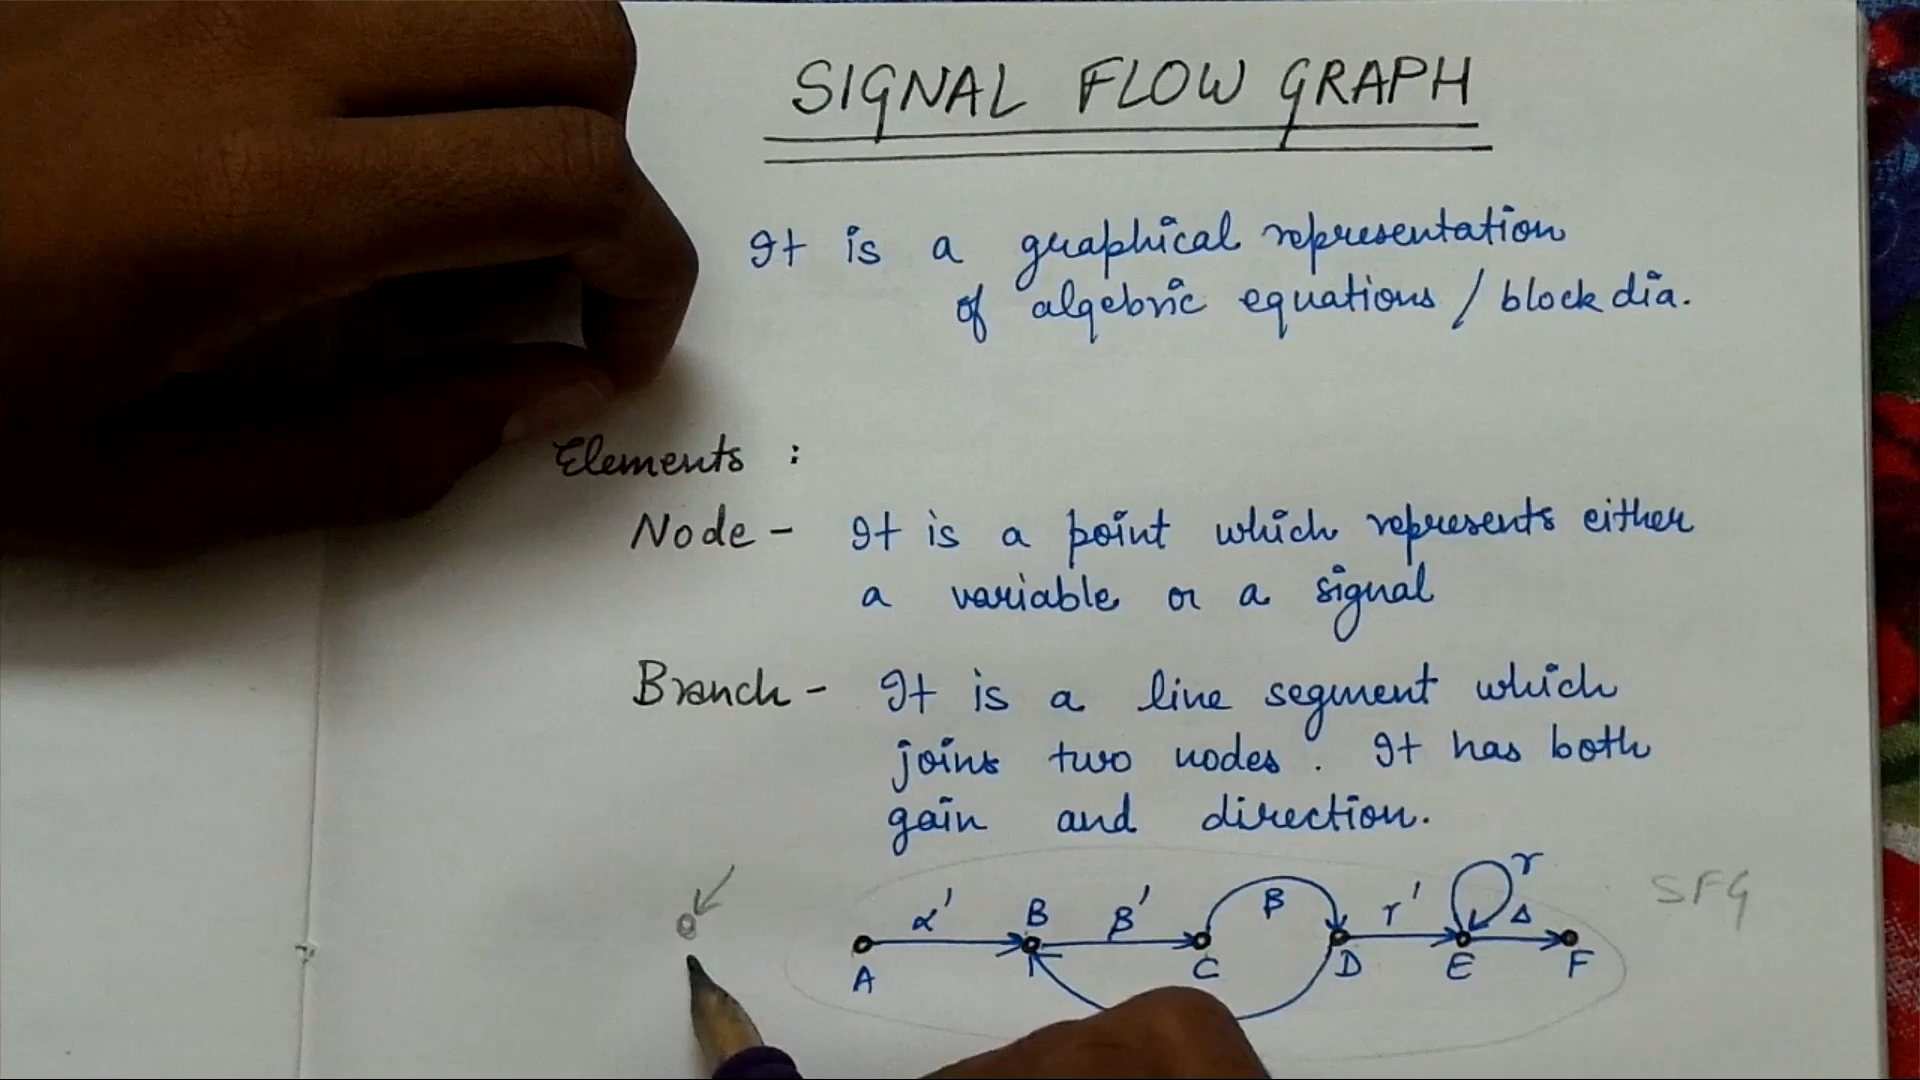 SIGNAL FLOW GRAPH
It is a graphical representation
of algebric equations / block dia.
Elements :
Node - It is a point which represents either
a variable or a signal
Branch - It is a line segment which
joins two nodes. It has both
gain and direction.
α' B β' β γ' γ Δ
A C D E F
SFG